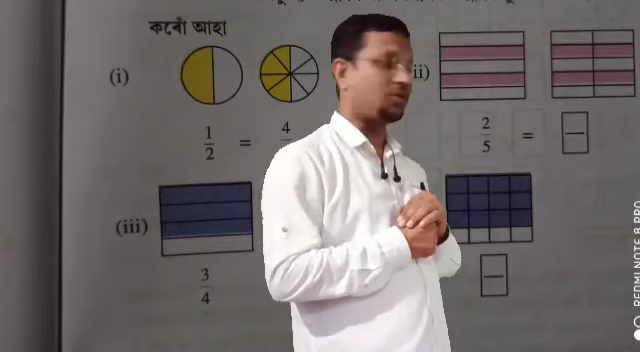 কৰোঁ আহা
(i)
ii)
1/2 = 4
2/5 =
(iii)
3/4
REDMI NOTE 8 PRO